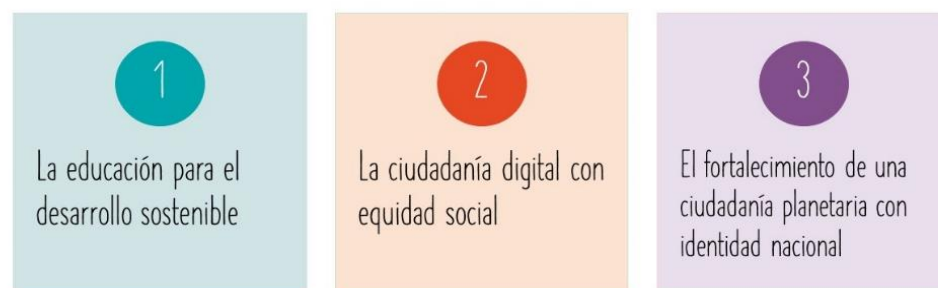 1
La educación para el
desarrollo sostenible
2
La ciudadanía digital con
equidad social
3
El fortalecimiento de una
ciudadanía planetaria con
identidad nacional